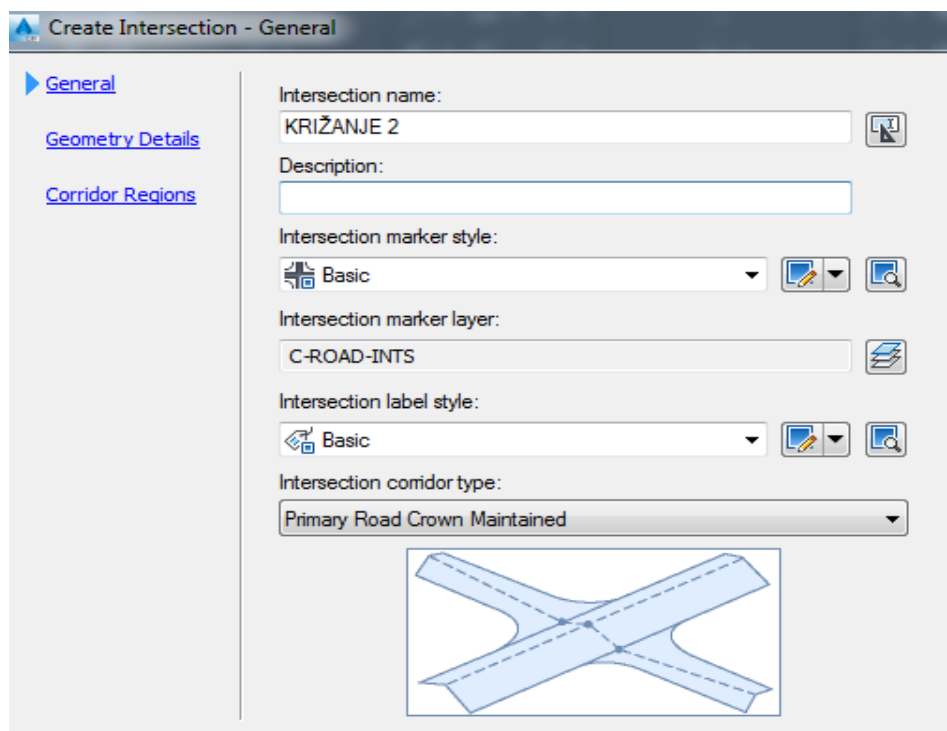 Create Intersection - General
General
Geometry Details
Corridor Regions
Intersection name:
KRIŽANJE 2
Description:
Intersection marker style:
Basic
Intersection marker layer:
C-ROAD-INTS
Intersection label style:
Basic
Intersection corridor type:
Primary Road Crown Maintained